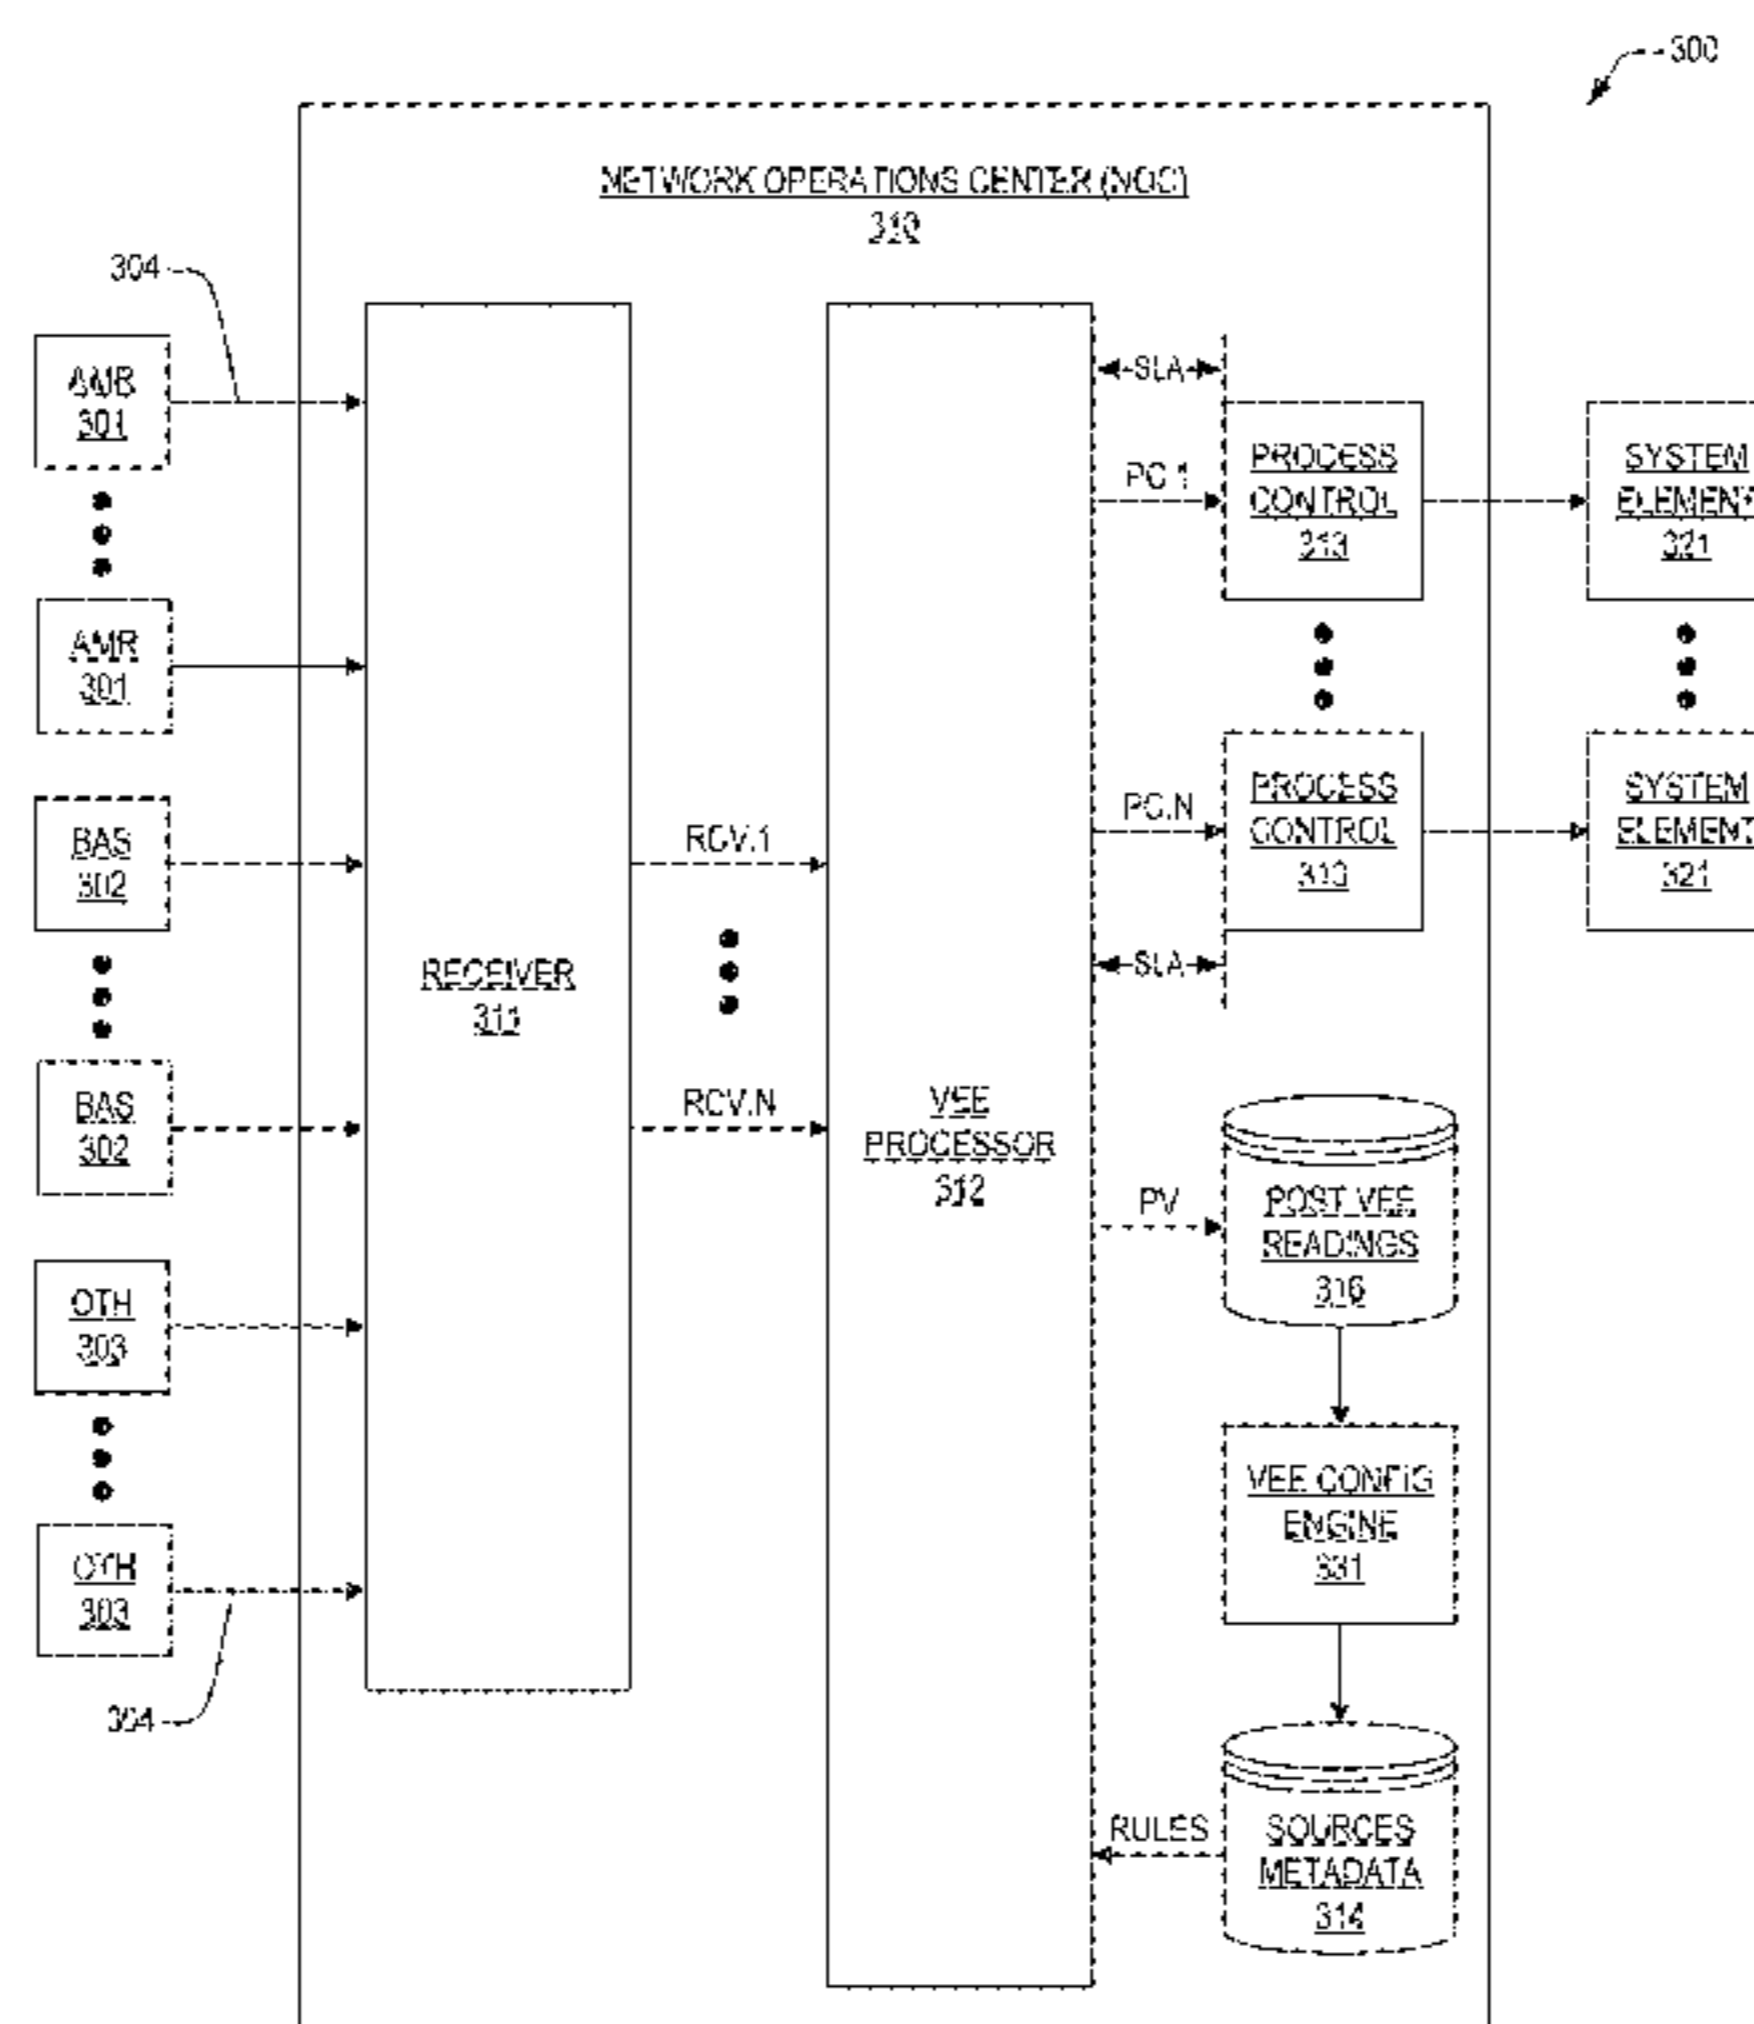 300
NETWORK OPERATIONS CENTER (NOC)
310
304
AMR
301
AMR
301
BAS
302
BAS
302
OTH
303
OTH
303
304
RECEIVER
311
RCV.1
RCV.N
VEE
PROCESSOR
312
SLA
PC.1
PROCESS
CONTROL
313
SYSTEM
ELEMENT
321
PC.N
PROCESS
CONTROL
313
SYSTEM
ELEMENT
321
SLA
PV
POST VEE
READINGS
316
VEE CONFIG
ENGINE
331
RULES
SOURCES
METADATA
314